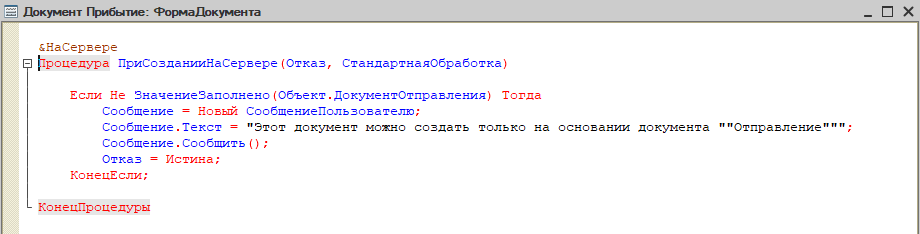 Документ Прибытие: ФормаДокумента
&НаСервере
Процедура ПриСозданииНаСервере(Отказ, СтандартнаяОбработка)
Если Не ЗначениеЗаполнено(Объект.ДокументОтправления) Тогда
Сообщение = Новый СообщениеПользователю;
Сообщение.Текст = "Этот документ можно создать только на основании документа ""Отправление""";
Сообщение.Сообщить();
Отказ = Истина;
КонецЕсли;
КонецПроцедуры